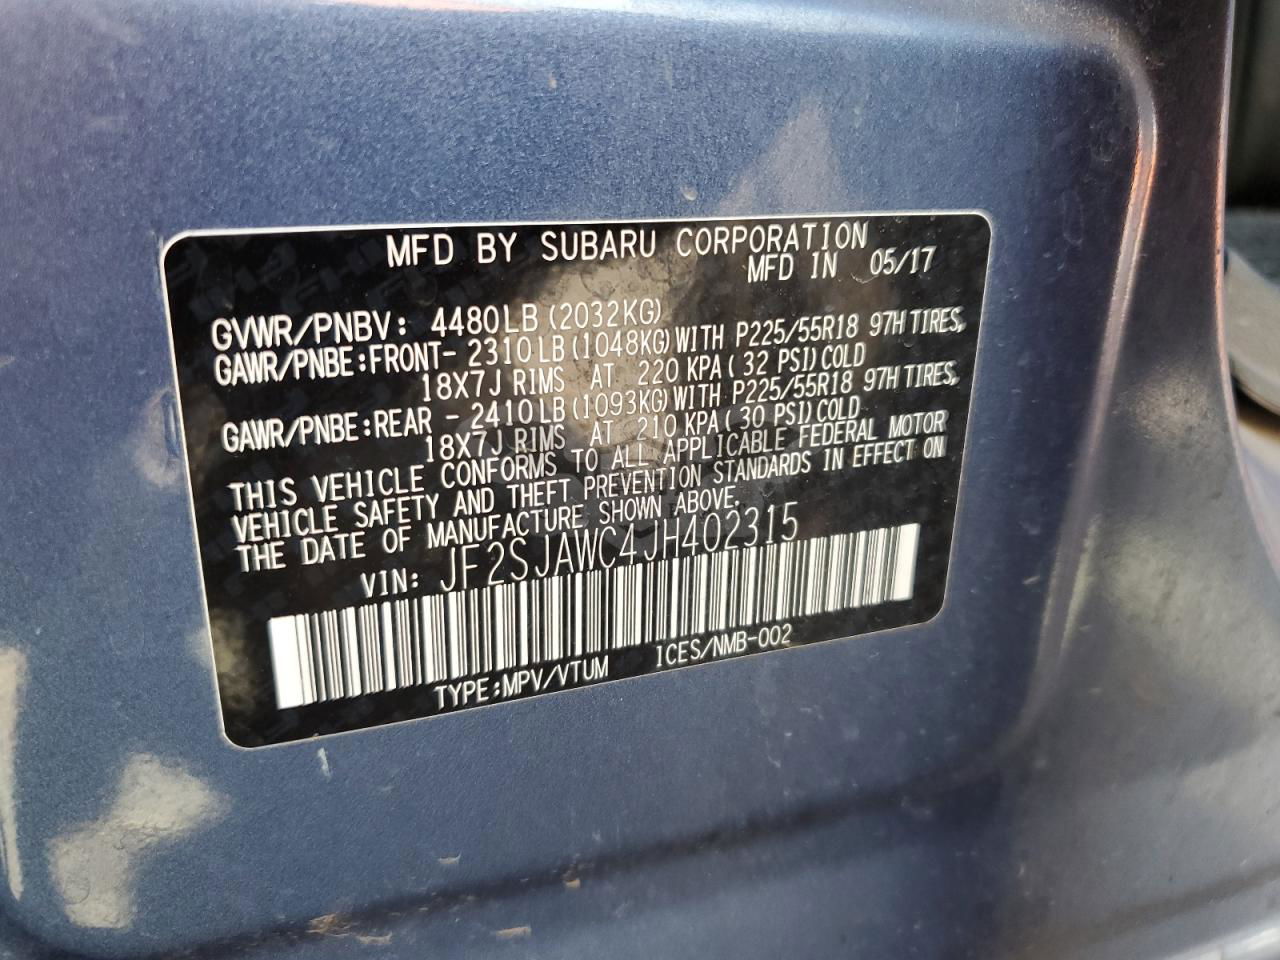 MFD BY SUBARU CORPORATION
MFD IN 05/17
GVWR/PNBV: 4480LB (2032KG)
GAWR/PNBE:FRONT- 2310LB (1048KG) WITH P225/55R18 97H TIRES,
18X7J RIMS AT 220 KPA (32 PSI) COLD
GAWR/PNBE:REAR - 2410LB (1093KG) WITH P225/55R18 97H TIRES,
18X7J RIMS AT 210 KPA (30 PSI) COLD
THIS VEHICLE CONFORMS TO ALL APPLICABLE FEDERAL MOTOR
VEHICLE SAFETY AND THEFT PREVENTION STANDARDS IN EFFECT ON
THE DATE OF MANUFACTURE SHOWN ABOVE.
VIN: JF2SJAWC4JH402315
TYPE:MPV/VTUM ICES/NMB-002